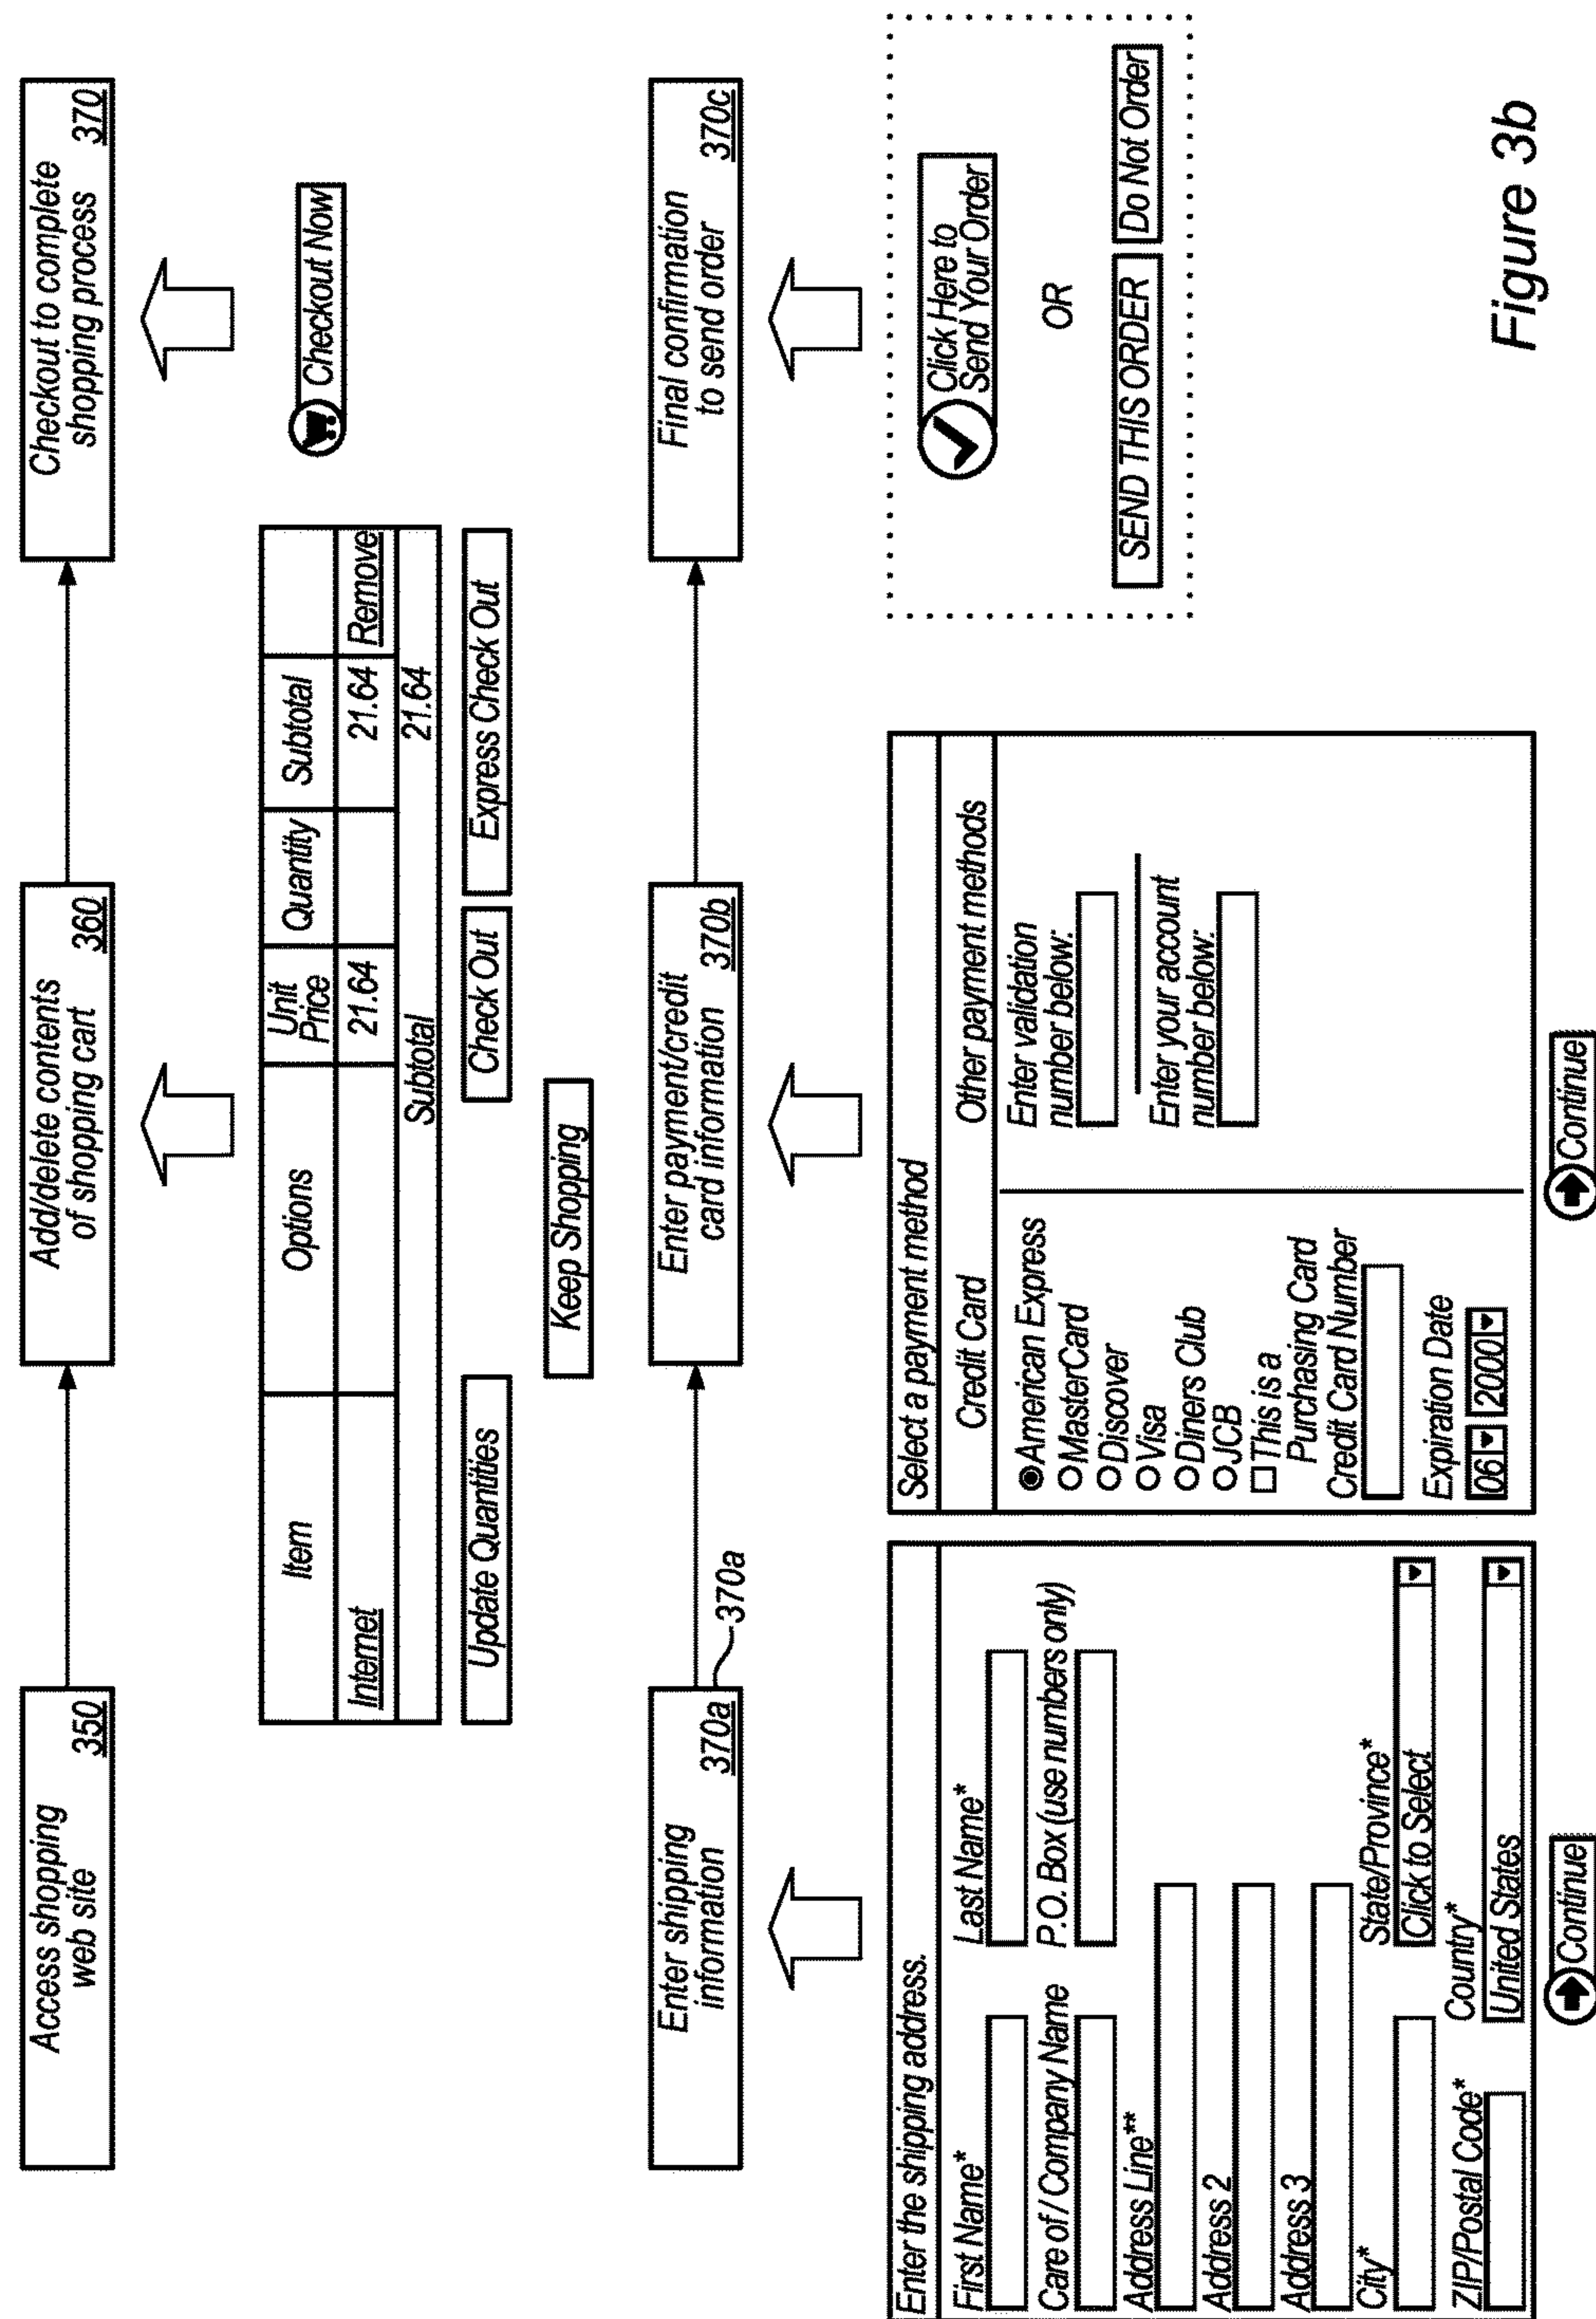 Access shopping
web site 350
Add/delete contents
of shopping cart 360
Checkout to complete
shopping process 370
Item Options Unit Price Quantity Subtotal
Internet 21.64 21.64 Remove
Subtotal 21.64
Update Quantities Check Out Express Check Out
Keep Shopping
Checkout Now
Enter shipping
information 370a
370a
Enter payment/credit
card information 370b
Final confirmation
to send order 370c
Enter the shipping address.
First Name* Last Name*
Care of / Company Name P.O. Box (use numbers only)
Address Line**
Address 2
Address 3
City* State/Province*
Click to Select
ZIP/Postal Code* Country*
United States
Continue
Select a payment method
Credit Card Other payment methods
American Express
MasterCard
Discover
Visa
Diners Club
JCB
This is a
Purchasing Card
Credit Card Number
Expiration Date
06 2000
Enter validation
number below:
Enter your account
number below:
Continue
Click Here to
Send Your Order
OR
SEND THIS ORDER Do Not Order
Figure 3b